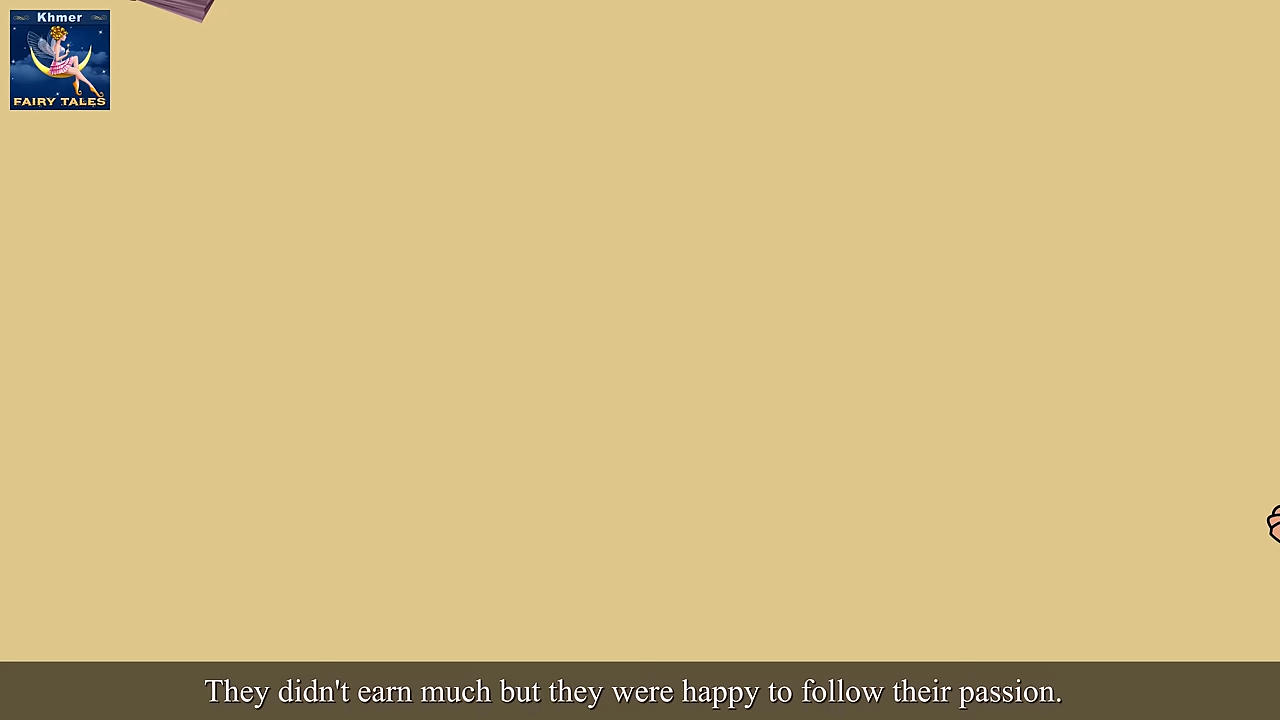 Khmer
FAIRY TALES
They didn't earn much but they were happy to follow their passion.